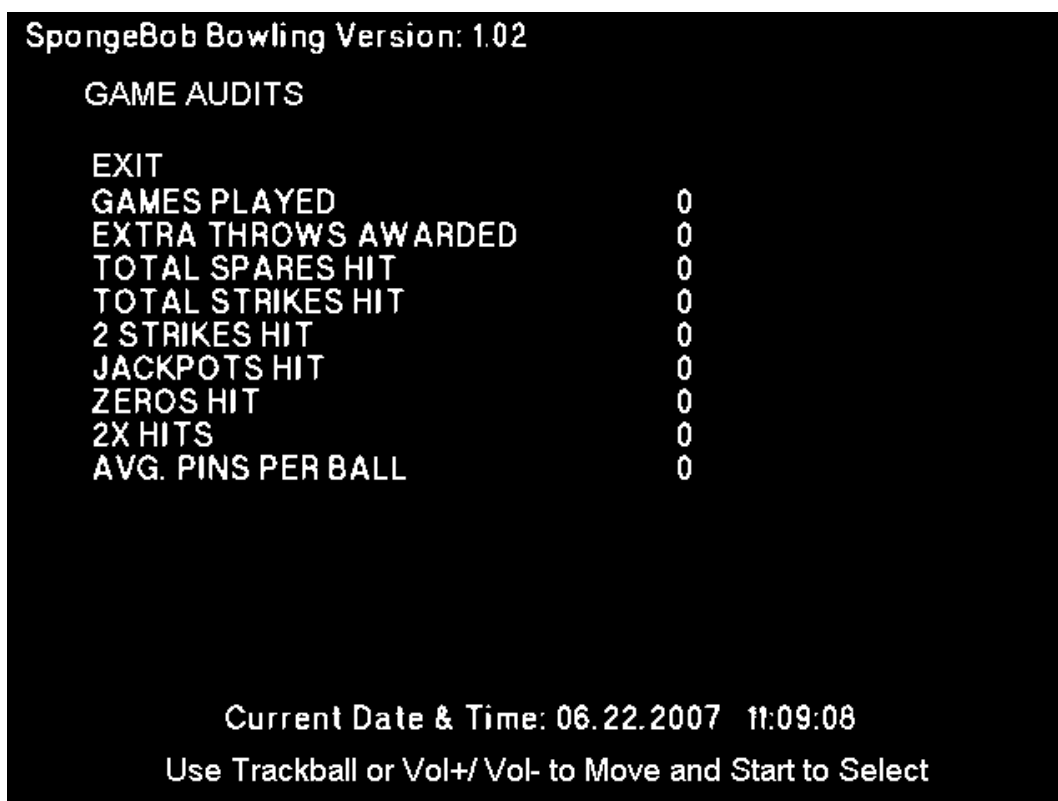 SpongeBob Bowling Version: 1.02
GAME AUDITS
EXIT
GAMES PLAYED 0
EXTRA THROWS AWARDED 0
TOTAL SPARES HIT 0
TOTAL STRIKES HIT 0
2 STRIKES HIT 0
JACKPOTS HIT 0
ZEROS HIT 0
2X HITS 0
AVG. PINS PER BALL 0
Current Date & Time: 06.22.2007 11:09:08
Use Trackball or Vol+/ Vol- to Move and Start to Select